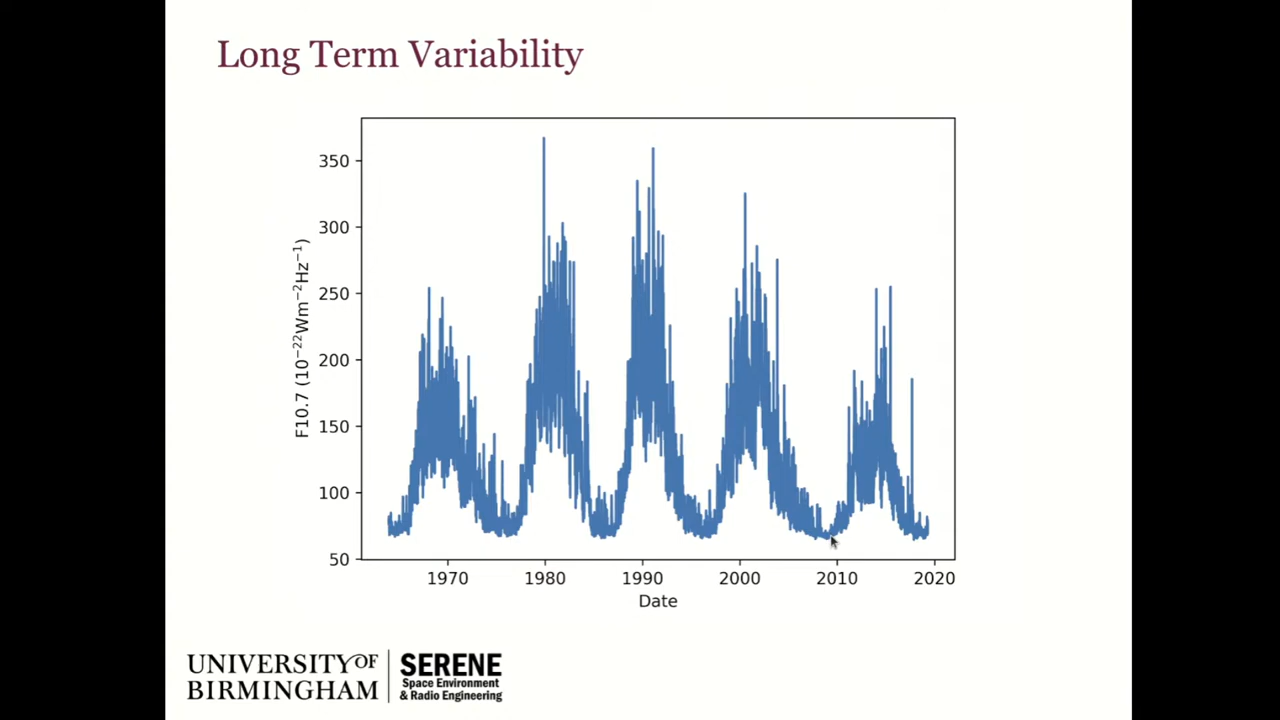 Long Term Variability
350
300
250
200
150
100
50
F10.7 (10⁻²²Wm⁻²Hz⁻¹)
1970 1980 1990 2000 2010 2020
Date
UNIVERSITY OF
BIRMINGHAM
SERENE
Space Environment
& Radio Engineering